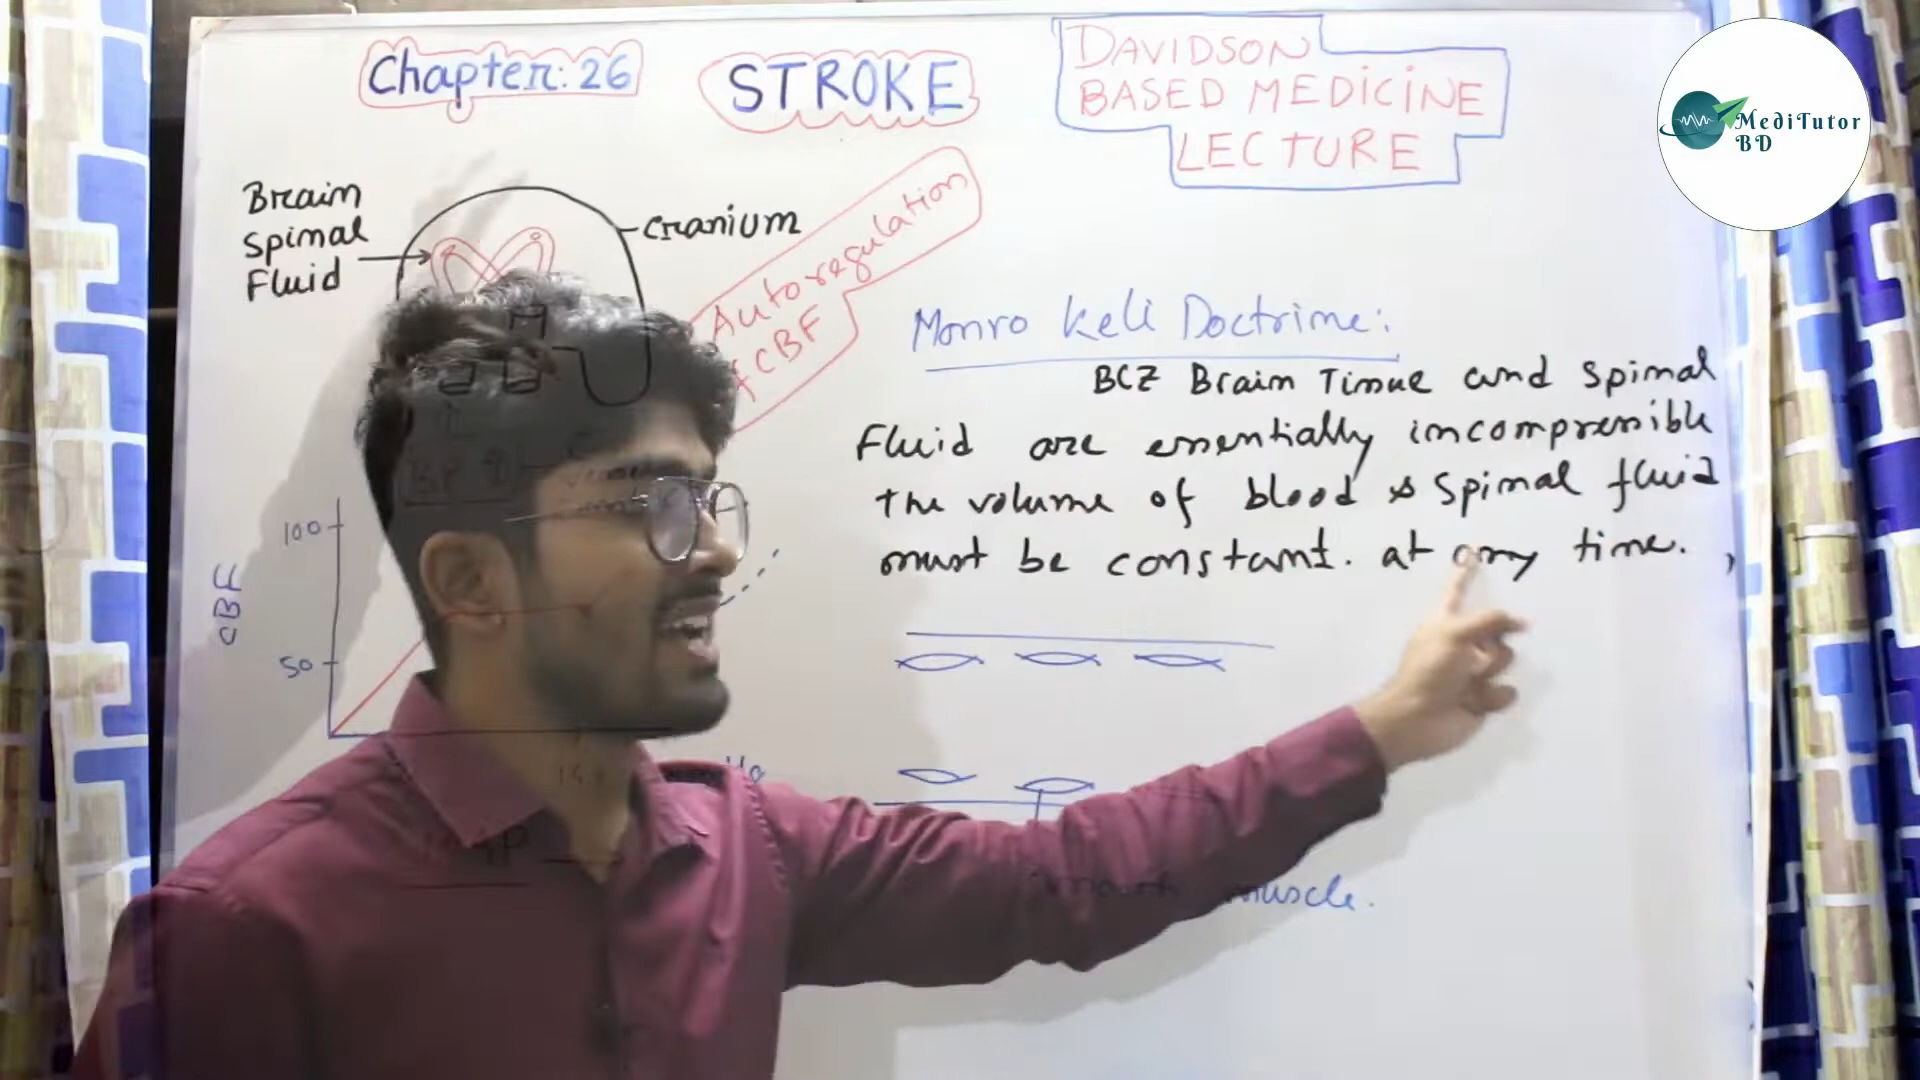 Chapter: 26
STROKE
DAVIDSON
BASED MEDICINE
LECTURE
MediTutor
BD
Brain
Spinal
Fluid
Cranium
Autoregulation
of CBF
Monro Keli Doctrine:
BCZ Brain Tissue and Spinal
Fluid are essentially incompressible
the volume of blood & Spinal fluid
must be constant. at any time.
BP
100
50
CBF
muscle.